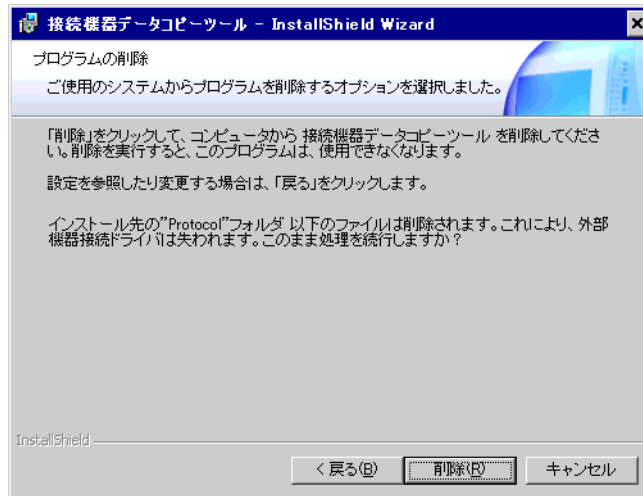 接続機器データコピーツール - InstallShield Wizard
プログラムの削除
ご使用のシステムからプログラムを削除するオプションを選択しました。
「削除」をクリックして、コンピュータから 接続機器データコピーツール を削除してくださ
い。削除を実行すると、このプログラムは、使用できなくなります。
設定を参照したり変更する場合は、「戻る」をクリックします。
インストール先の"Protocol"フォルダ 以下のファイルは削除されます。これにより、外部
機器接続ドライバは失われます。このまま処理を続行しますか？
InstallShield
< 戻る(B)
削除(R)
キャンセル